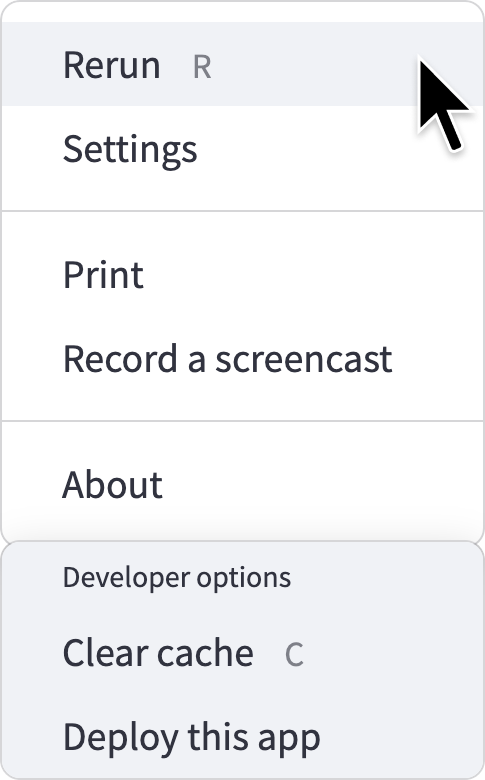 Rerun R
Settings
Print
Record a screencast
About
Developer options
Clear cache C
Deploy this app